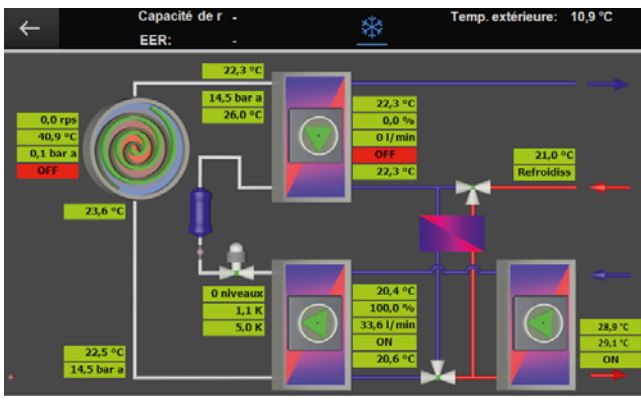 Capacité de r -
EER: -
Temp. extérieure: 10,9 °C
22,3 °C
14,5 bar a
26,0 °C
0,0 rps
40,9 °C
0,1 bar a
OFF
23,6 °C
22,3 °C
0,0 %
0 l/min
OFF
22,3 °C
21,0 °C
Refroidiss
0 niveaux
1,1 K
5,0 K
20,4 °C
100,0 %
33,6 l/min
ON
20,6 °C
28,9 °C
29,1 °C
ON
22,5 °C
14,5 bar a